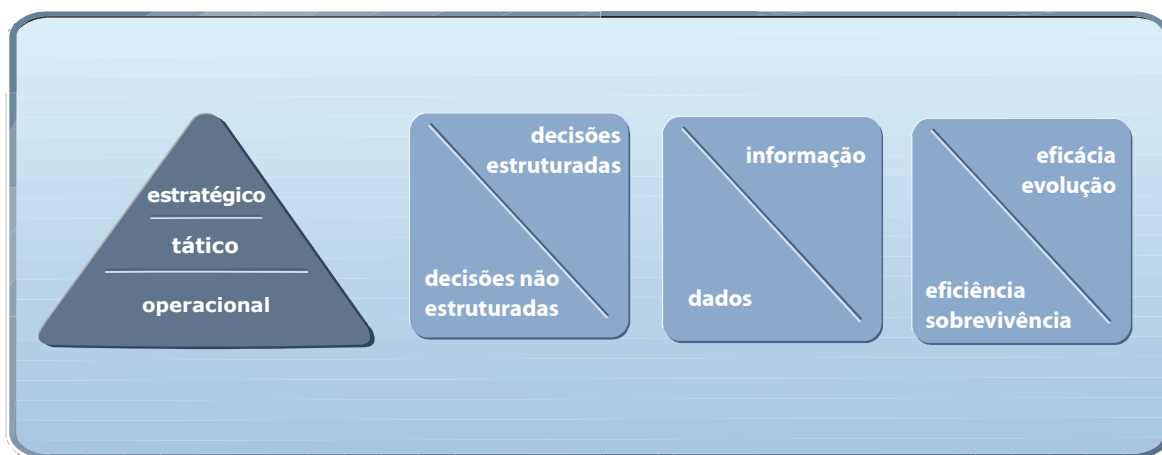 estratégico
tático
operacional
decisões
estruturadas
decisões não
estruturadas
informação
dados
eficácia
evolução
eficiência
sobrevivência